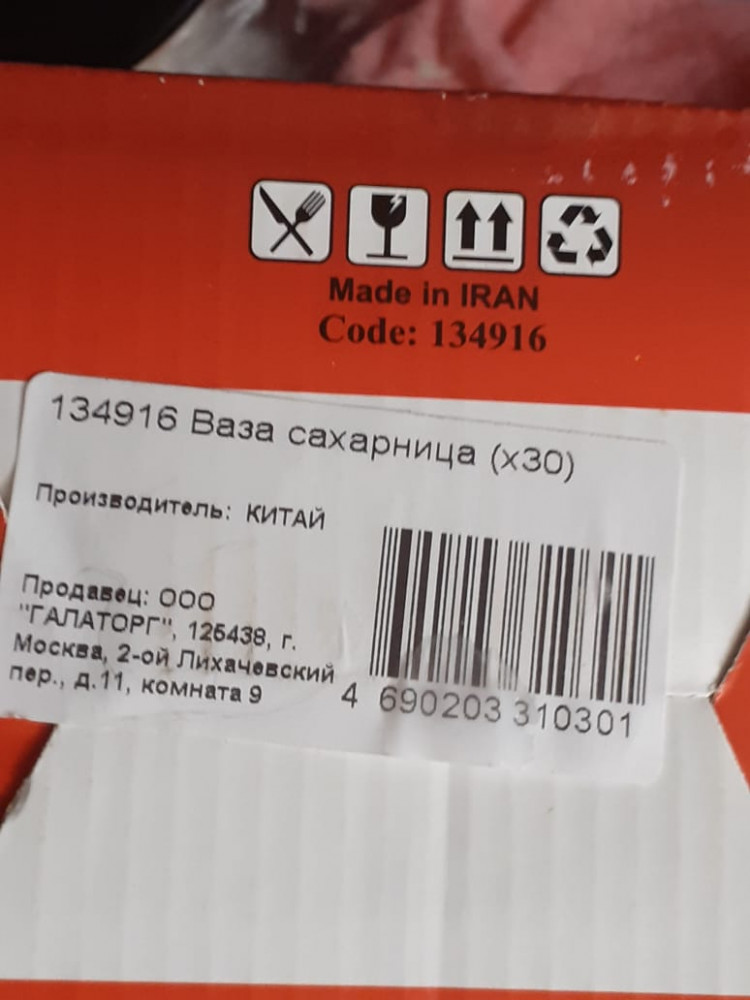 Made in IRAN
Code: 134916
134916 Ваза сахарница (х30)
Производитель: КИТАЙ
Продавец: ООО
"ГАЛАТОРГ", 125438, г.
Москва, 2-ой Лихачевский
пер., д.11, комната 9
4 690203 310301